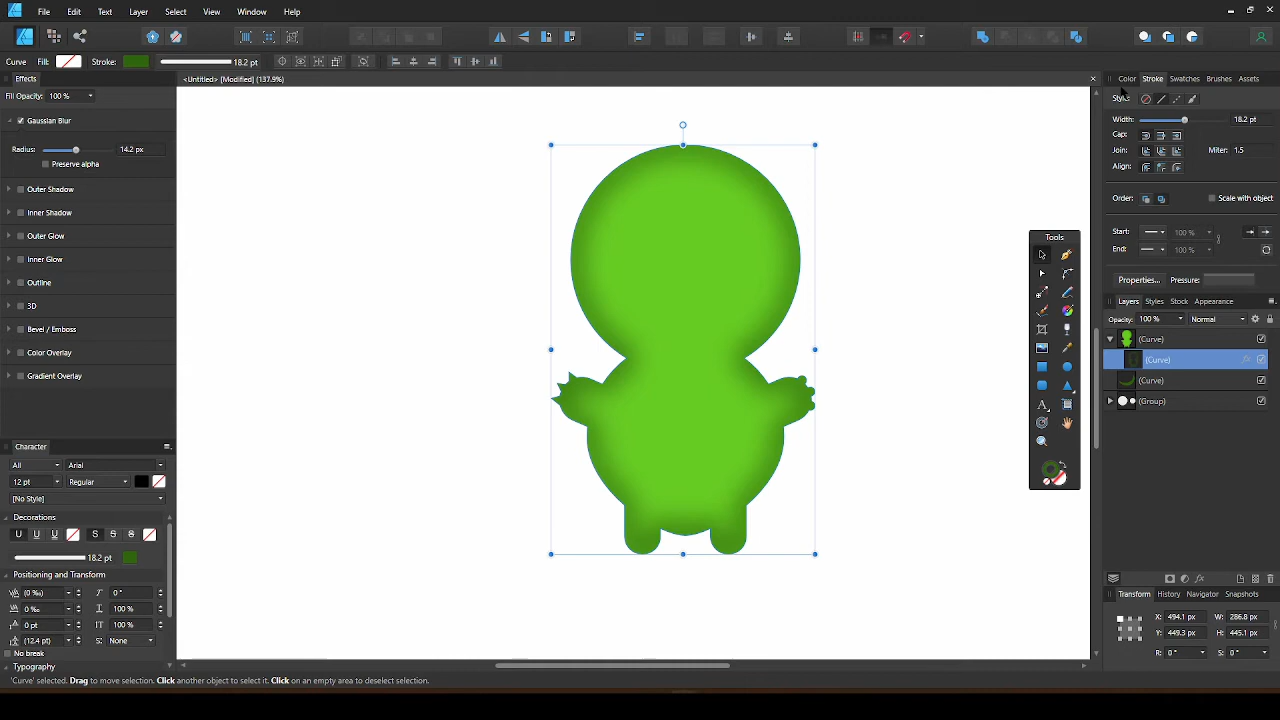 File Edit Text Layer Select View Window Help
Curve Fill: Stroke: 18.2 pt
Effects
<Untitled> [Modified] (137.9%)
Fill Opacity: 100 %
Gaussian Blur
Radius: 14.2 px
Preserve alpha
Outer Shadow
Inner Shadow
Outer Glow
Inner Glow
Outline
3D
Bevel / Emboss
Color Overlay
Gradient Overlay
Character
All Arial
12 pt Regular
[No Style]
Decorations
U U U S S S
18.2 pt
Positioning and Transform
(0‰) 0 °
0 ‰ 100 %
0 pt 100 %
(12.4 pt) S: None
No break
Typography
Tools
Color Stroke Swatches Brushes Assets
Style:
Width: 18.2 pt
Cap:
Join: Miter: 1.5
Align:
Order: Scale with object
Start: 100 %
End: 100 %
Properties... Pressure:
Layers Styles Stock Appearance
Opacity: 100 % Normal
(Curve)
(Curve)
(Curve)
(Group)
Transform History Navigator Snapshots
X: 494.1 px W: 286.8 px
Y: 449.3 px H: 445.1 px
R: 0 ° S: 0 °
'Curve' selected. Drag to move selection. Click another object to select it. Click on an empty area to deselect selection.